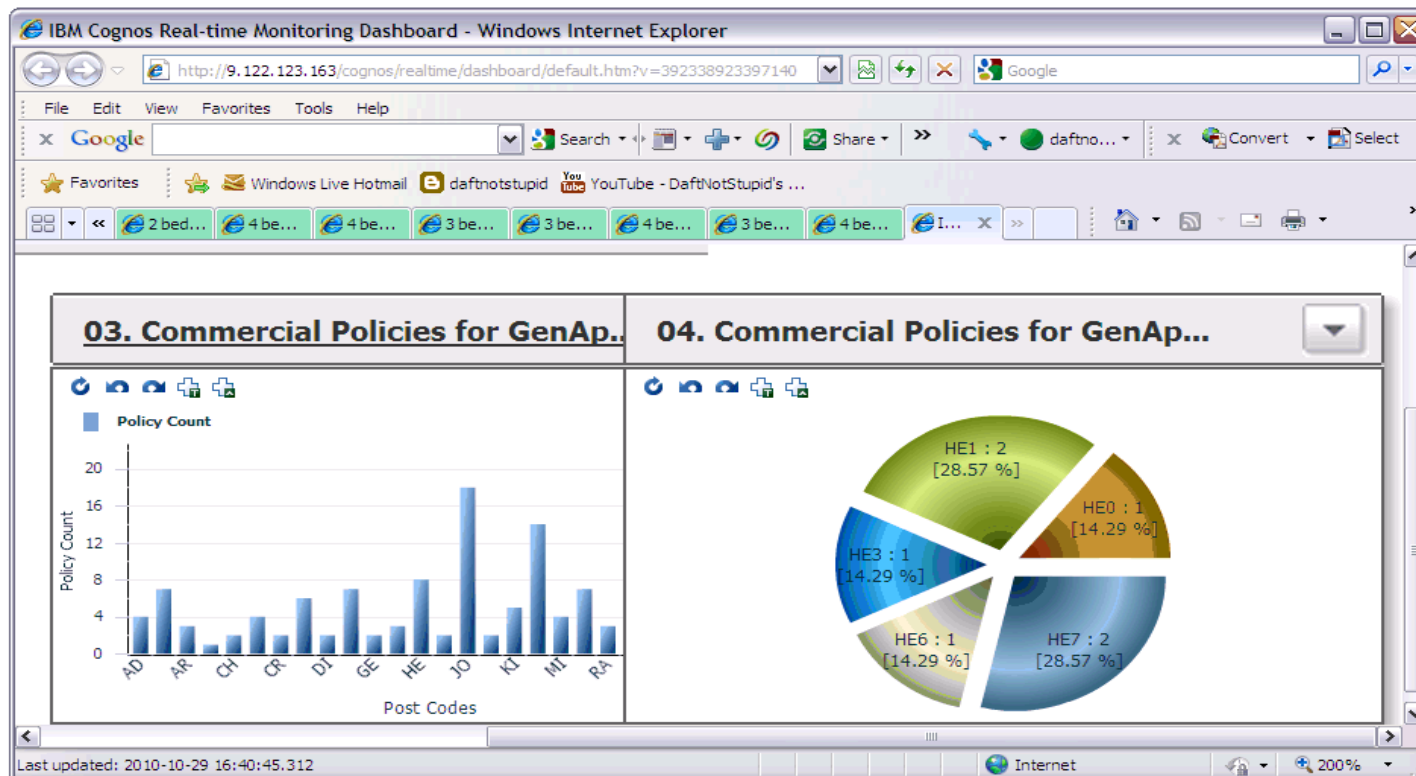 IBM Cognos Real-time Monitoring Dashboard - Windows Internet Explorer
http://9.122.123.163/cognos/realtime/dashboard/default.htm?v=392338923397140
Google
File Edit View Favorites Tools Help
x Google Search Share >> daftno... x Convert Select
Favorites Windows Live Hotmail daftnotstupid You Tube YouTube - DaftNotStupid's ...
« 2 bed... 4 be... 4 be... 3 be... 3 be... 4 be... 3 be... 4 be... I... X »
03. Commercial Policies for GenAp..
04. Commercial Policies for GenAp...
Policy Count
20
16
12
8
4
0
Policy Count
AD AR CH CR DI GE HE JO KI MI RA
Post Codes
HE1 : 2
[28.57 %]
HE0 : 1
[14.29 %]
HE3 : 1
[14.29 %]
HE6 : 1
[14.29 %]
HE7 : 2
[28.57 %]
Last updated: 2010-10-29 16:40:45.312
Internet
200%